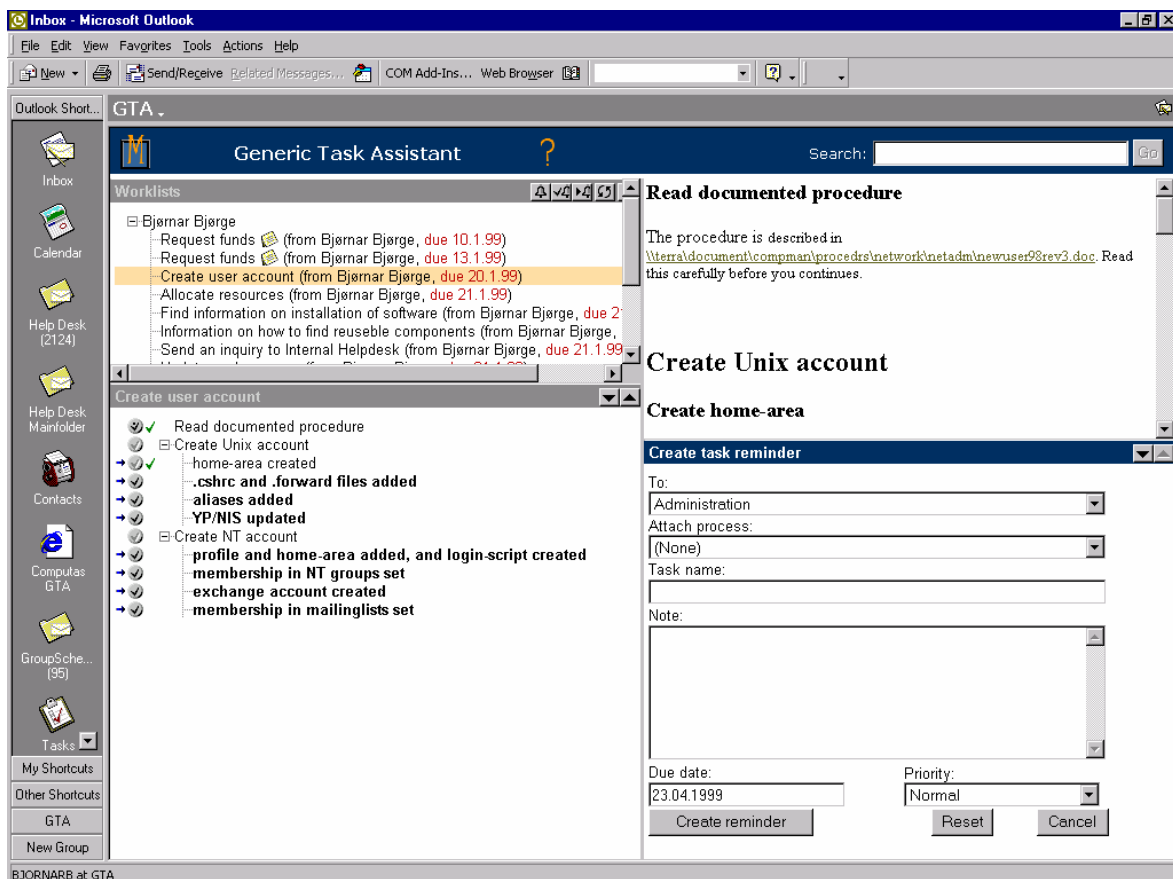 Inbox - Microsoft Outlook
File Edit View Favorites Tools Actions Help
New Send/Receive Related Messages... COM Add-Ins... Web Browser
Outlook Short...
GTA
Inbox
Calendar
Help Desk
(2124)
Help Desk
Mainfolder
Contacts
Computas
GTA
GroupSche...
(95)
Tasks
My Shortcuts
Other Shortcuts
GTA
New Group
M Generic Task Assistant ? Search: Go
Worklists
Bjørnar Bjørge
Request funds (from Bjørnar Bjørge, due 10.1.99)
Request funds (from Bjørnar Bjørge, due 13.1.99)
Create user account (from Bjørnar Bjørge, due 20.1.99)
Allocate resources (from Bjørnar Bjørge, due 21.1.99)
Find information on installation of software (from Bjørnar Bjørge, due 2
Information on how to find reuseble components (from Bjørnar Bjørge,
Send an inquiry to Internal Helpdesk (from Bjørnar Bjørge, due 21.1.99
Create user account
Read documented procedure
Create Unix account
home-area created
.cshrc and .forward files added
aliases added
YP/NIS updated
Create NT account
profile and home-area added, and login-script created
membership in NT groups set
exchange account created
membership in mailinglists set
Read documented procedure
The procedure is described in
\\terra\document\compman\procedrs\network\netadm\newuser98rev3.doc. Read
this carefully before you continues.
Create Unix account
Create home-area
Create task reminder
To:
Administration
Attach process:
(None)
Task name:
Note:
Due date: Priority:
23.04.1999 Normal
Create reminder Reset Cancel
BJORNARB at GTA